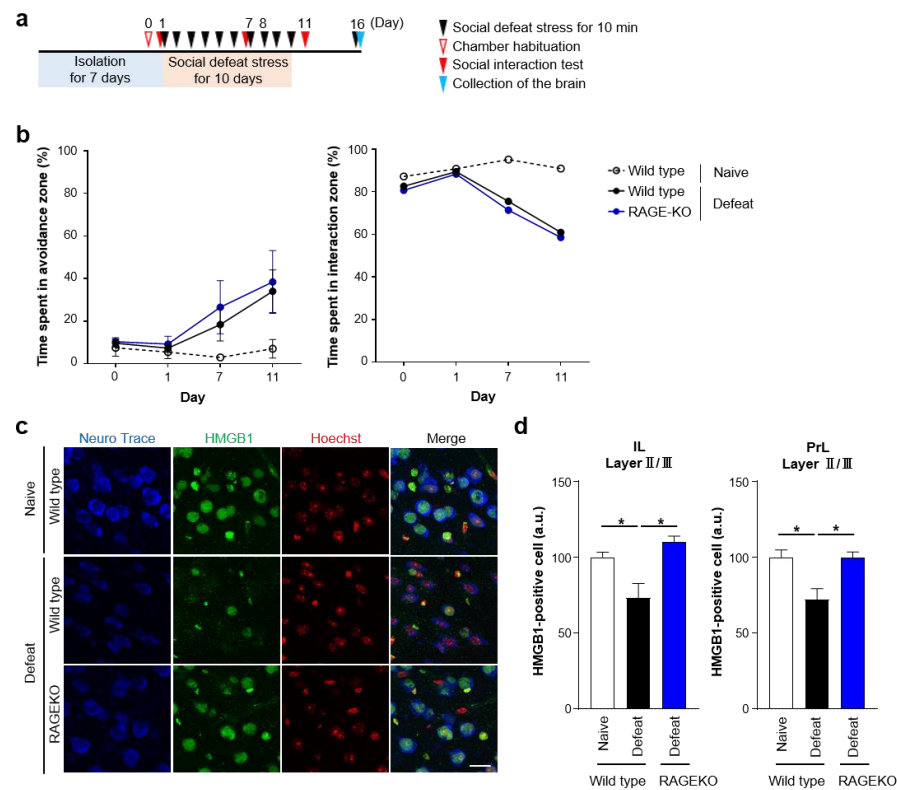 a
0 1 7 8 11 16 (Day)
Isolation
for 7 days
Social defeat stress
for 10 days
Social defeat stress for 10 min
Chamber habituation
Social interaction test
Collection of the brain
b
Time spent in avoidance zone (%)
100
80
60
40
20
0
0 1 7 11
Day
Time spent in interaction zone (%)
100
80
60
40
20
0
0 1 7 11
Day
Wild type
Naive
Wild type
RAGE-KO
Defeat
c
Neuro Trace HMGB1 Hoechst Merge
Naive
Wild type
Defeat
Wild type
RAGEKO
d
IL
Layer Ⅱ/Ⅲ
HMGB1-positive cell (a.u.)
150
100
50
0
* *
Naive Defeat Defeat
Wild type RAGEKO
PrL
Layer Ⅱ/Ⅲ
HMGB1-positive cell (a.u.)
150
100
50
0
* *
Naive Defeat Defeat
Wild type RAGEKO